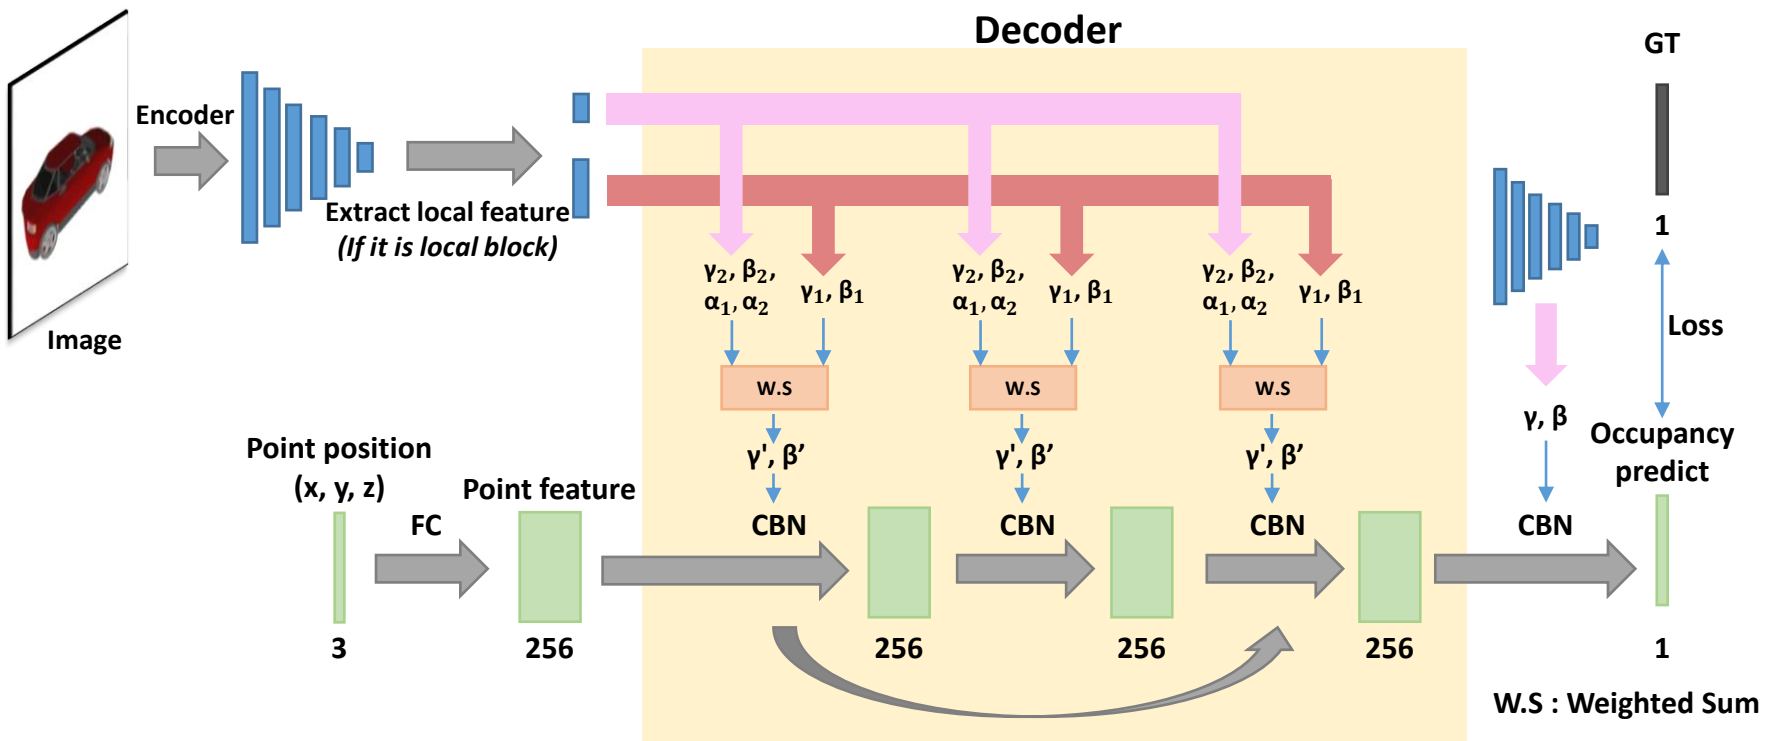 Decoder
GT
Encoder
Extract local feature
(If it is local block)
Image
1
Loss
γ₂, β₂,
α₁, α₂
γ₁, β₁
γ₂, β₂,
α₁, α₂
γ₁, β₁
γ₂, β₂,
α₁, α₂
γ₁, β₁
W.S
W.S
W.S
γ, β
γ', β’
γ', β’
γ', β’
Point position
(x, y, z)
Point feature
Occupancy
predict
FC
CBN
CBN
CBN
CBN
3
256
256
256
256
1
W.S : Weighted Sum